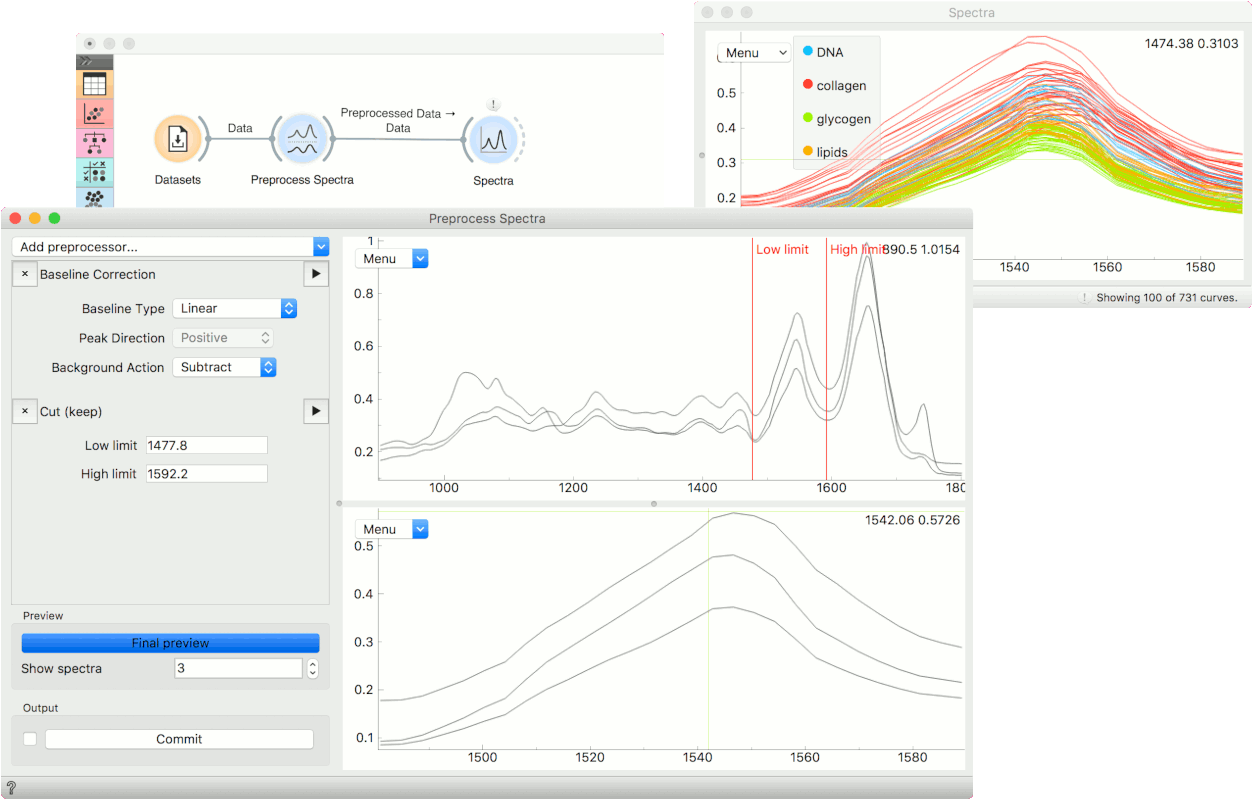 Spectra
Menu
DNA
collagen
glycogen
lipids
1474.38 0.3103
0.5
0.4
0.3
0.2
1540
1560
1580
! Showing 100 of 731 curves.
Data
Preprocessed Data →
Data
!
Datasets
Preprocess Spectra
Spectra
Preprocess Spectra
Add preprocessor...
× Baseline Correction
Baseline Type Linear
Peak Direction Positive
Background Action Subtract
× Cut (keep)
Low limit 1477.8
High limit 1592.2
Preview
Final preview
Show spectra 3
Output
Commit
?
Menu
Low limit
High limit
890.5 1.0154
1
0.8
0.6
0.4
0.2
1000 1200 1400 1600 180
Menu
1542.06 0.5726
0.5
0.4
0.3
0.2
0.1
1500 1520 1540 1560 1580